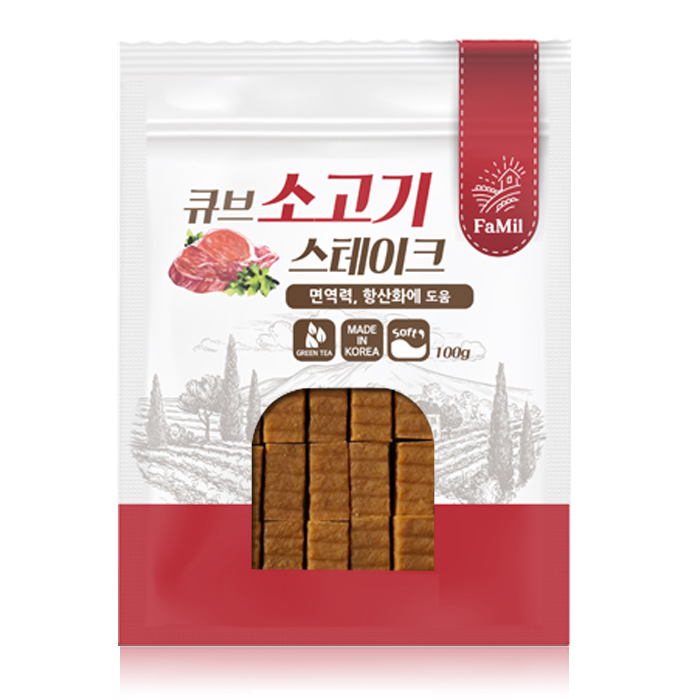 FaMil
큐브 소고기
스테이크
면역력, 항산화에 도움
GREEN TEA
MADE
IN
KOREA
Soft
100g